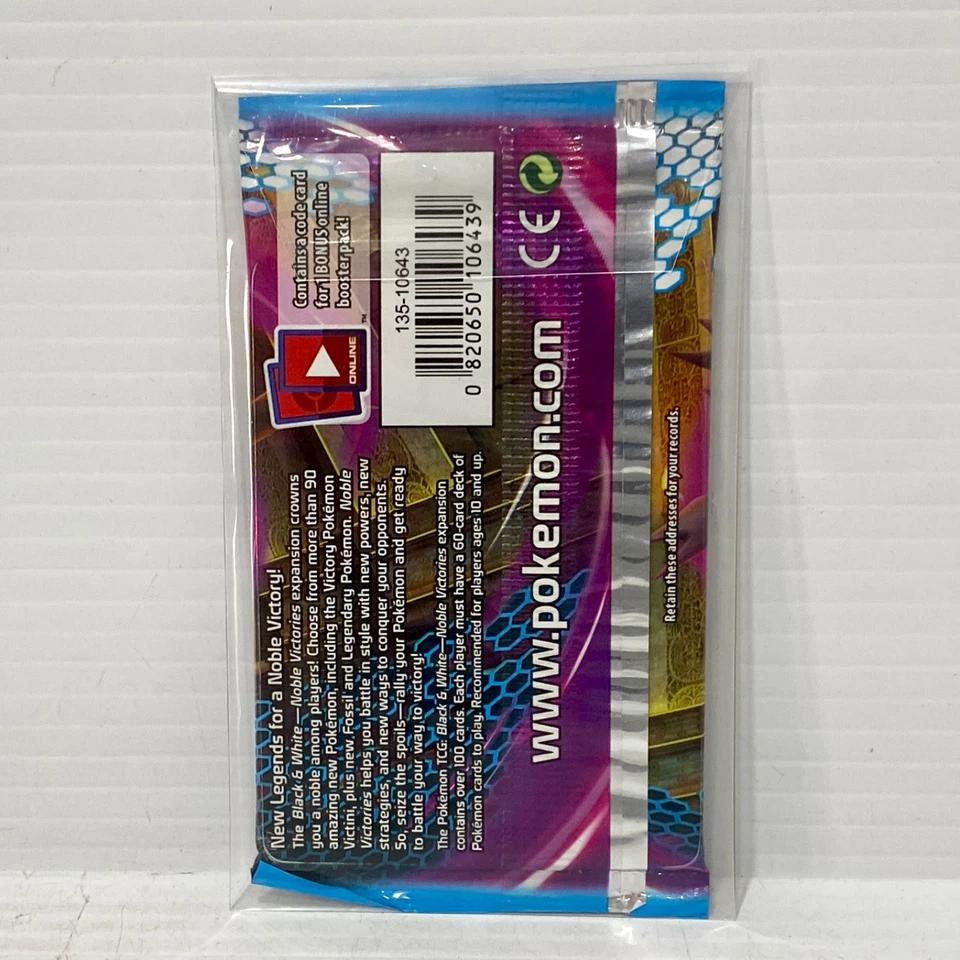 New Legends for a Noble Victory!
The Black & White—Noble Victories expansion crowns
you a noble among players! Choose from more than 90
amazing new Pokémon, including the Victory Pokémon
Victini, plus new Fossil and Legendary Pokémon. Noble
Victories helps you battle in style with new powers, new
strategies, and new ways to conquer your opponents.
So, seize the spoils—rally your Pokémon and get ready
to battle your way to victory!
The Pokémon TCG: Black & White—Noble Victories expansion
contains over 100 cards. Each player must have a 60-card deck of
Pokémon cards to play. Recommended for players ages 10 and up.
ONLINE
TM
Contains a code card
for 1 BONUS online
booster pack!
135-10643
0 820650 106439
www.pokemon.com
CE
Retain these addresses for your records.